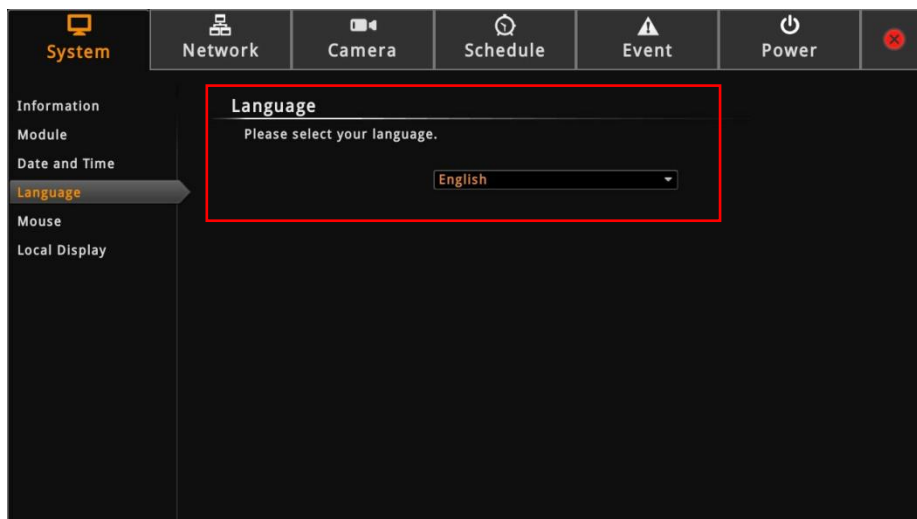 System
Network
Camera
Schedule
Event
Power
Information
Module
Date and Time
Language
Mouse
Local Display
Language
Please select your language.
English